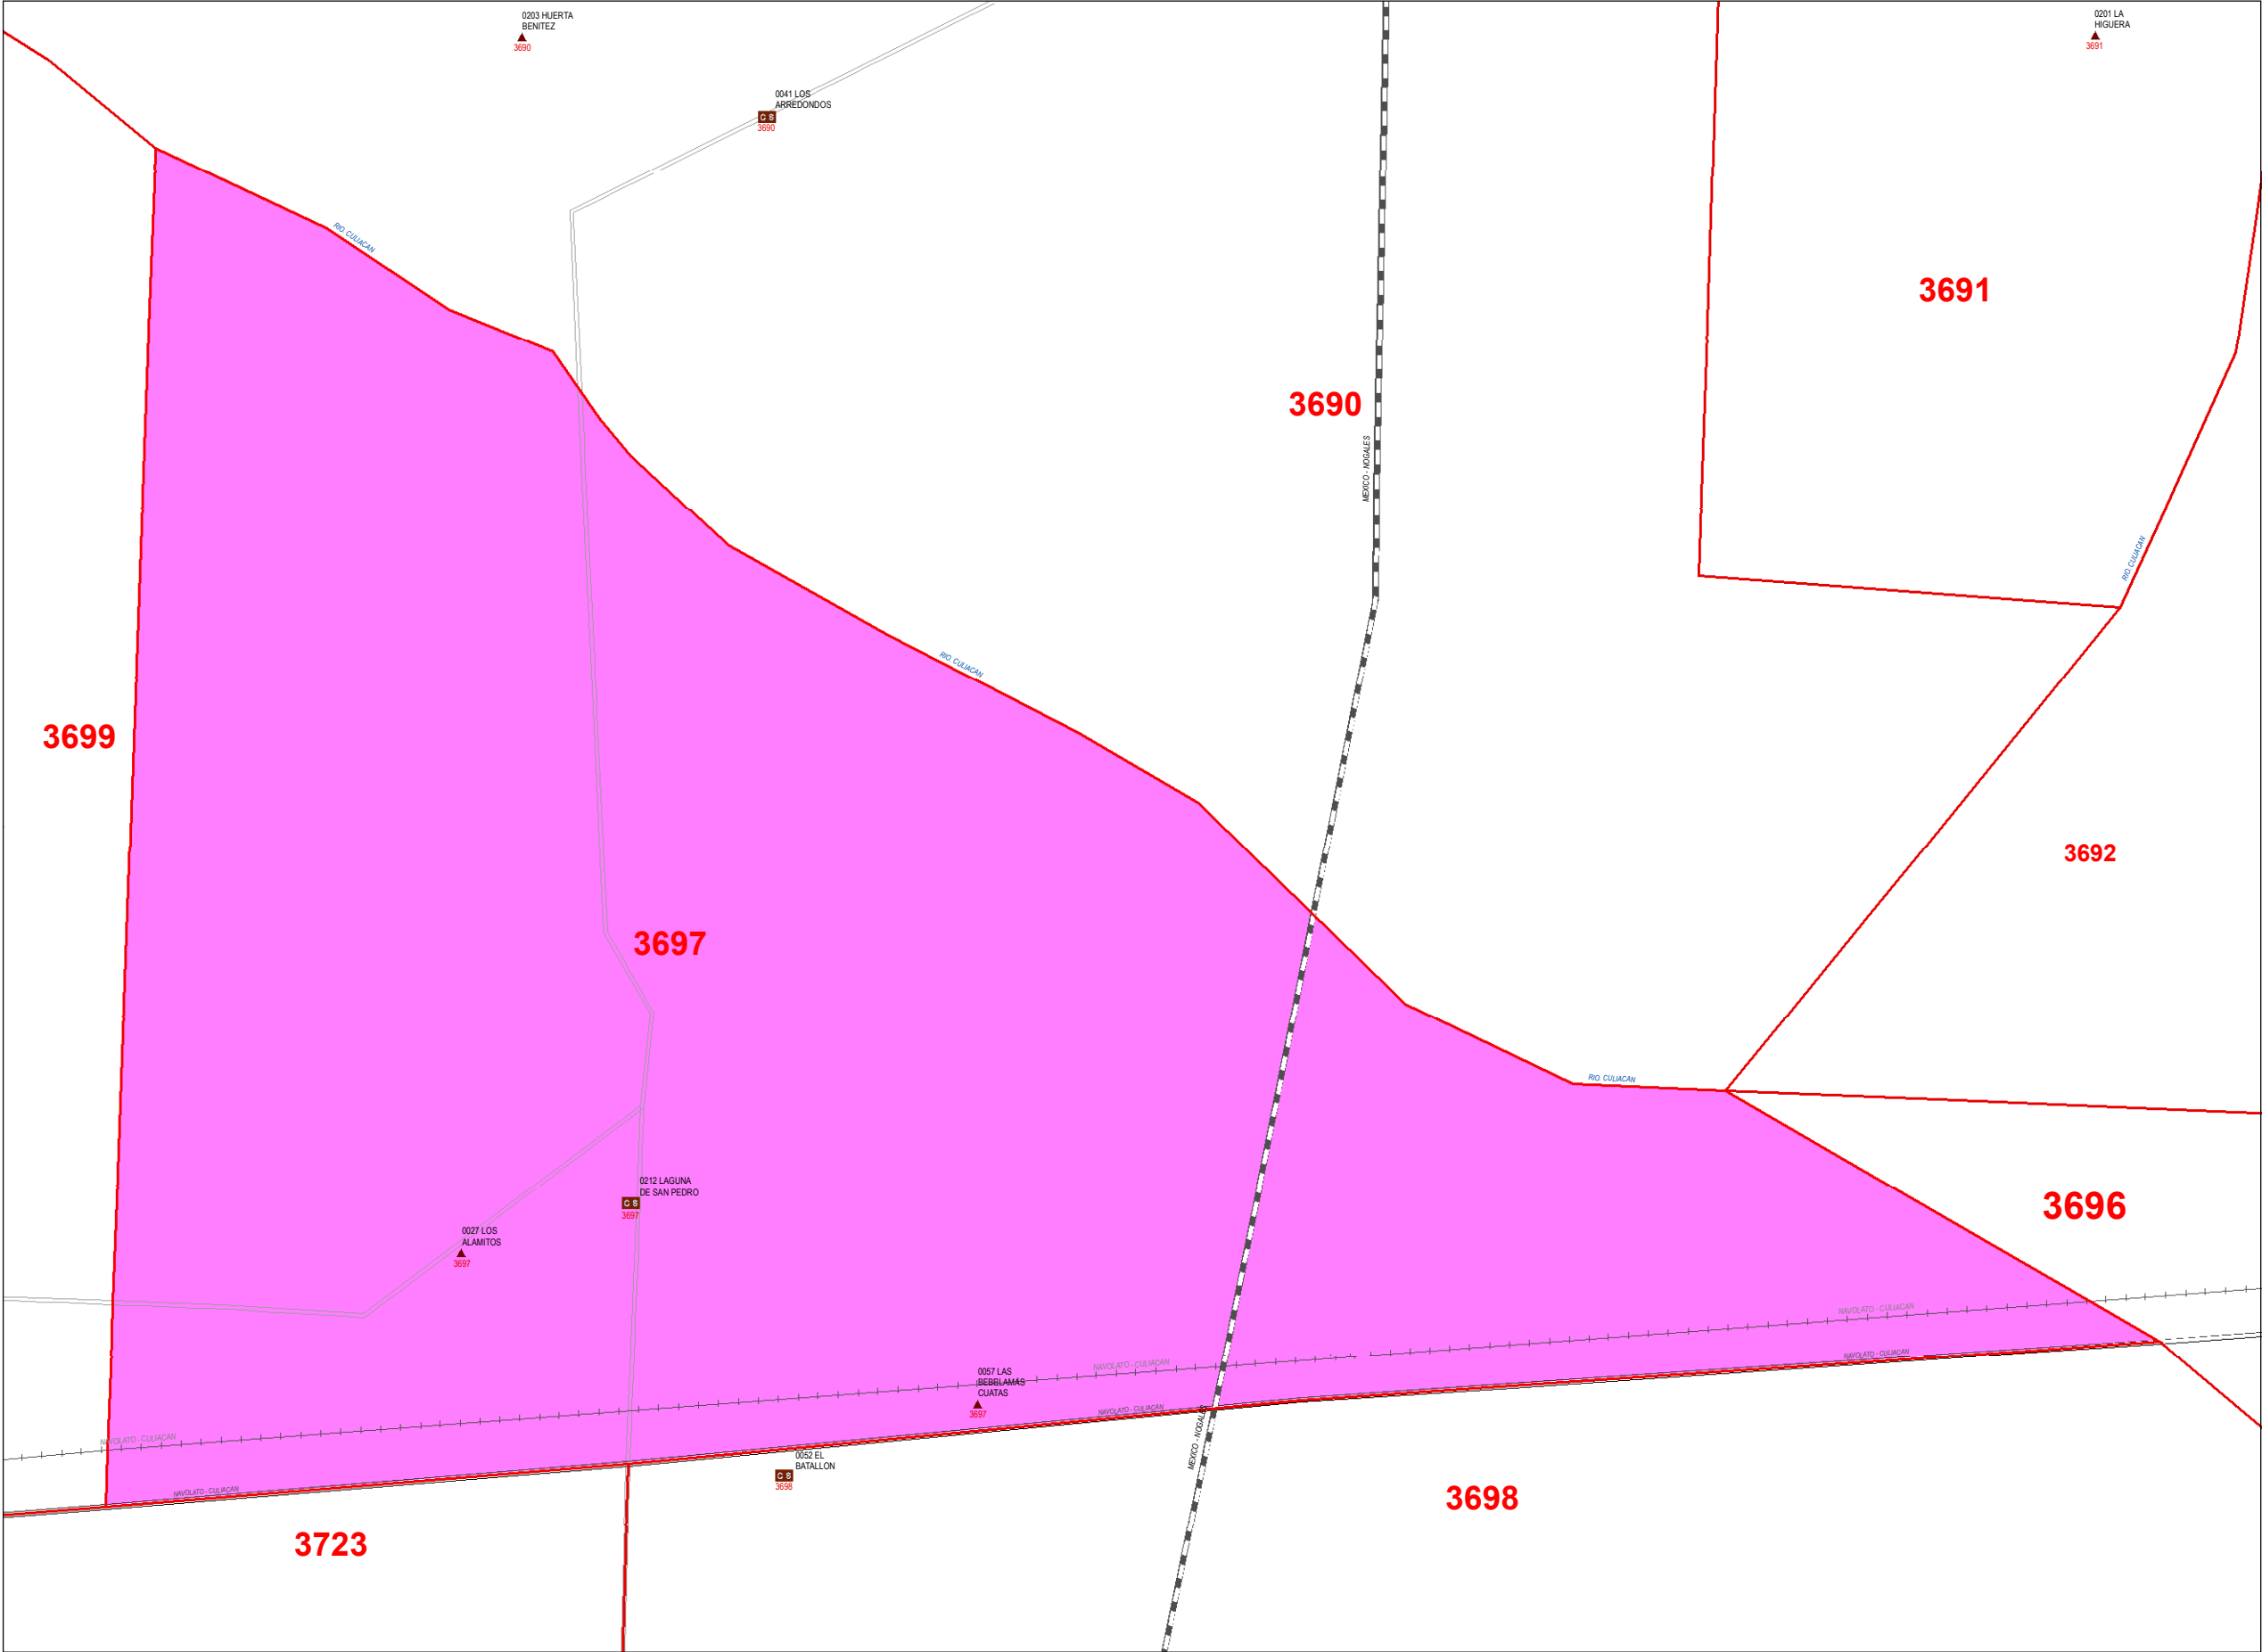 0203 HUERTA
BENITEZ
3690
0201 LA
HIGUERA
3691
0041 LOS
ARREDONDOS
C S
3690
RIO. CULIACAN
3691
3690
MEXICO - NOGALES
RIO. CULIACAN
RIO. CULIACAN
3699
3692
3697
RIO. CULIACAN
0212 LAGUNA
DE SAN PEDRO
C S
3697
3696
0027 LOS
ALAMITOS
3697
NAVOLATO - CULIACAN
NAVOLATO - CULIACAN
NAVOLATO - CULIACAN
0057 LAS
BEBELAMAS
CUATAS
3697
NAVOLATO - CULIACAN
MEXICO - NOGALES
NAVOLATO - CULIACAN
0052 EL
BATALLON
C S
3698
NAVOLATO - CULIACAN
3698
3723